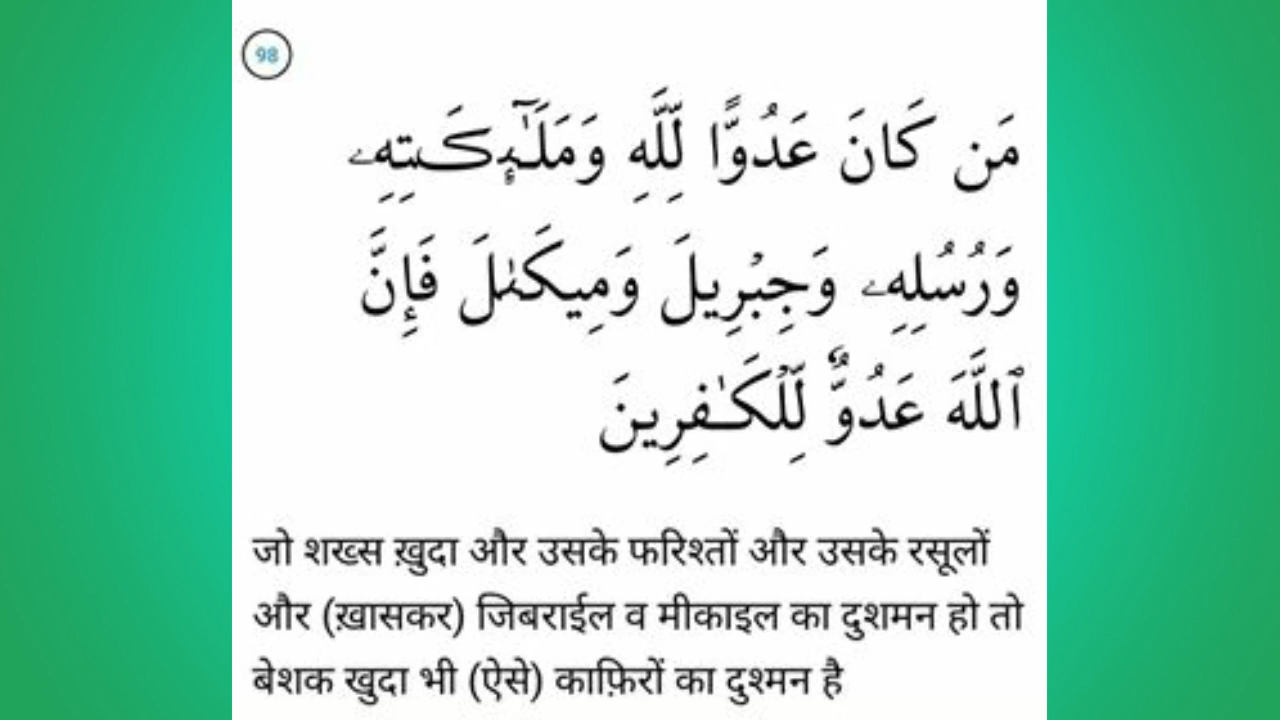 98
مَن كَانَ عَدُوًّا لِّلَّهِ وَمَلَـٰٓئِكَتِهِۦ
وَرُسُلِهِۦ وَجِبْرِيلَ وَمِيكَىٰلَ فَإِنَّ
ٱللَّهَ عَدُوٌّ لِّلْكَـٰفِرِينَ
जो शख्स ख़ुदा और उसके फरिश्तों और उसके रसूलों
और (ख़ासकर) जिबराईल व मीकाइल का दुशमन हो तो
बेशक खुदा भी (ऐसे) काफ़िरों का दुश्मन है